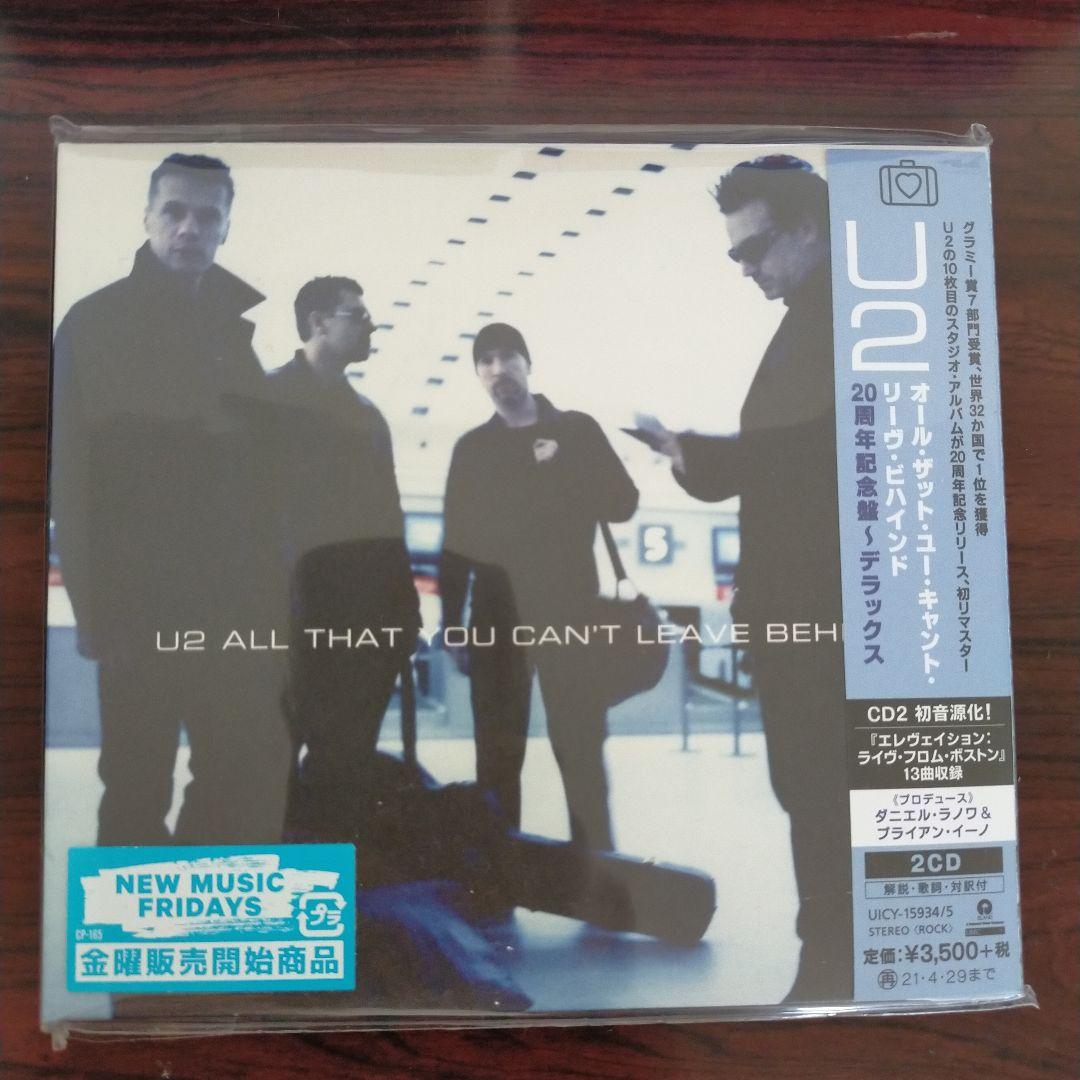 U2 ALL THAT YOU CAN'T LEAVE BEHI
5
NEW MUSIC
FRIDAYS
プラ
CP-165
金曜販売開始商品
グラミー賞7部門受賞、世界32か国で1位を獲得
U2の10枚目のスタジオ・アルバムが20周年記念リリース、初リマスター
U2
オール・ザット・ユー・キャント・
リーヴ・ビハインド
20周年記念盤～デラックス
CD2 初音源化!
『エレヴェイション:
ライヴ・フロム・ボストン』
13曲収録
《プロデュース》
ダニエル・ラノワ&
ブライアン・イーノ
2CD
解説・歌詞・対訳付
UICY-15934/5
STEREO〈ROCK〉
ISLAND
定価:¥3,500+税
再 21・4・29まで